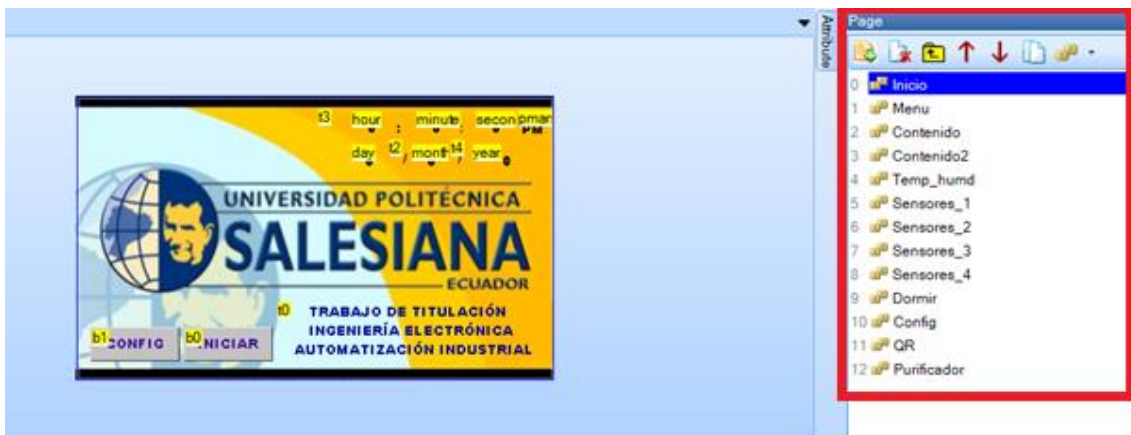 Attribute
Page
0 Inicio
1 Menu
2 Contenido
3 Contenido2
4 Temp_humd
5 Sensores_1
6 Sensores_2
7 Sensores_3
8 Sensores_4
9 Dormir
10 Config
11 QR
12 Purificador
t3 hour : minute : secon pmam
PM
day t2 / month t4 / year
UNIVERSIDAD POLITÉCNICA
SALESIANA
ECUADOR
t0 TRABAJO DE TITULACIÓN
INGENIERÍA ELECTRÓNICA
AUTOMATIZACIÓN INDUSTRIAL
b1 CONFIG b0 INICIAR